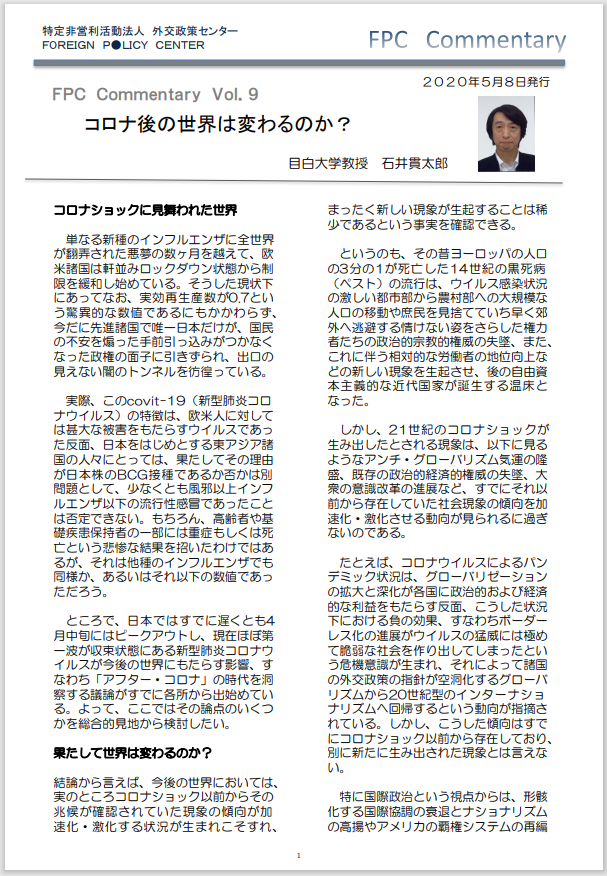 特定非営利活動法人 外交政策センター
FOREIGN P●LICY CENTER
FPC Commentary
2020年5月8日発行
FPC Commentary Vol.9
コロナ後の世界は変わるのか？
目白大学教授 石井貫太郎
コロナショックに見舞われた世界
単なる新種のインフルエンザに全世界
が翻弄された悪夢の数ヶ月を越えて、欧
米諸国は軒並みロックダウン状態から制
限を緩和し始めている。そうした現状下
にあってなお、実効再生産数が0.7とい
う驚異的な数値であるにもかかわらず、
今だに先進諸国で唯一日本だけが、国民
の不安を煽った手前引っ込みがつかなく
なった政権の面子に引きずられ、出口の
見えない闇のトンネルを彷徨っている。
実際、このcovit-19（新型肺炎コロ
ナウイルス）の特徴は、欧米人に対して
は甚大な被害をもたらすウイルスであっ
た反面、日本をはじめとする東アジア諸
国の人々にとっては、果たしてその理由
が日本株のBCG接種であるか否かは別
問題として、少なくとも風邪以上インフ
ルエンザ以下の流行性感冒であったこと
は否定できない。もちろん、高齢者や基
礎疾患保持者の一部には重症もしくは死
亡という悲惨な結果を招いたわけではあ
るが、それは他種のインフルエンザでも
同様か、あるいはそれ以下の数値であっ
ただろう。
ところで、日本ではすでに遅くとも4
月中旬にはピークアウトし、現在ほぼ第
一波が収束状態にある新型肺炎コロナウ
イルスが今後の世界にもたらす影響、す
なわち「アフター・コロナ」の時代を洞
察する議論がすでに各所から出始めてい
る。よって、ここではその論点のいくつ
かを総合的見地から検討したい。
果たして世界は変わるのか？
結論から言えば、今後の世界においては、
実のところコロナショック以前からその
兆候が確認されていた現象の傾向が加
速化・激化する状況が生まれこそすれ、
まったく新しい現象が生起することは稀
少であるという事実を確認できる。
というのも、その昔ヨーロッパの人口
の3分の1が死亡した14世紀の黒死病
（ペスト）の流行は、ウイルス感染状況
の激しい都市部から農村部への大規模な
人口の移動や庶民を見捨てていち早く郊
外へ逃避する情けない姿をさらした権力
者たちの政治的宗教的権威の失墜、また、
これに伴う相対的な労働者の地位向上な
どの新しい現象を生起させ、後の自由資
本主義的な近代国家が誕生する温床と
なった。
しかし、21世紀のコロナショックが
生み出したとされる現象は、以下に見る
ようなアンチ・グローバリズム気運の隆
盛、既存の政治的経済的権威の失墜、大
衆の意識改革の進展など、すでにそれ以
前から存在していた社会現象の傾向を加
速化・激化させる動向が見られるに過ぎ
ないのである。
たとえば、コロナウイルスによるパン
デミック状況は、グローバリゼーション
の拡大と深化が各国に政治的および経済
的な利益をもたらす反面、こうした状況
下における負の効果、すなわちボーダー
レス化の進展がウイルスの猛威には極め
て脆弱な社会を作り出してしまったとい
う危機意識が生まれ、それによって諸国
の外交政策の指針が空洞化するグローバ
リズムから20世紀型のインターナショ
ナリズムへ回帰するという動向が指摘さ
れている。しかし、こうした傾向はすで
にコロナショック以前から存在しており、
別に新たに生み出された現象とは言えな
い。
特に国際政治という視点からは、形骸
化する国際協調の衰退とナショナリズム
の高揚やアメリカの覇権システムの再編
1